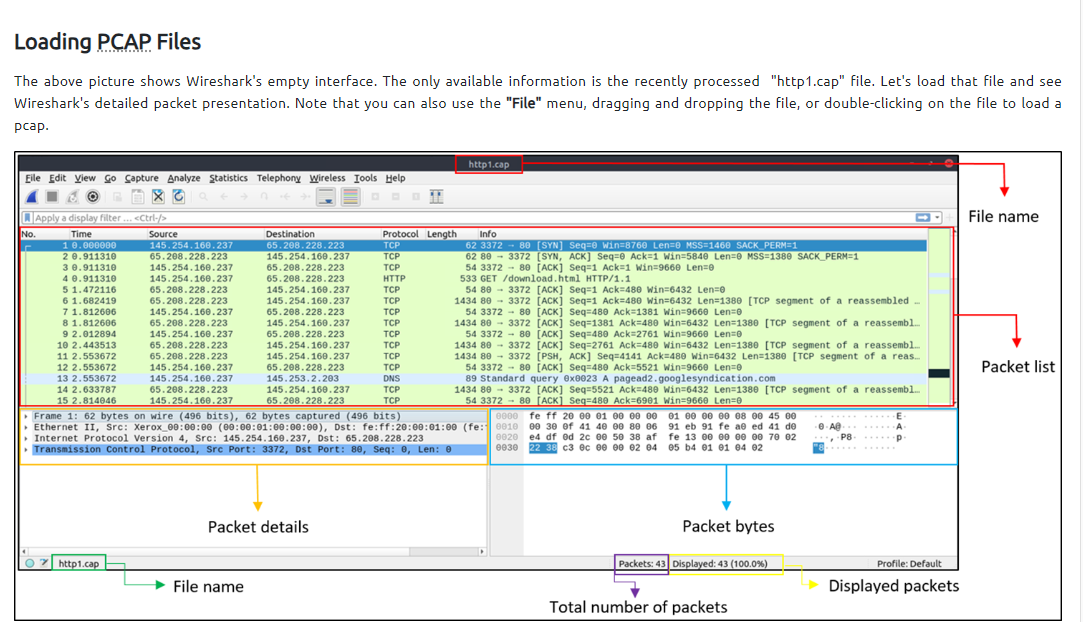 Loading PCAP Files
The above picture shows Wireshark's empty interface. The only available information is the recently processed "http1.cap" file. Let's load that file and see
Wireshark's detailed packet presentation. Note that you can also use the "File" menu, dragging and dropping the file, or double-clicking on the file to load a
pcap.
http1.cap
File Edit View Go Capture Analyze Statistics Telephony Wireless Tools Help
Apply a display filter ... <Ctrl-/>
File name
No. Time Source Destination Protocol Length Info
1 0.000000 145.254.160.237 65.208.228.223 TCP 62 3372 → 80 [SYN] Seq=0 Win=8760 Len=0 MSS=1460 SACK_PERM=1
2 0.911310 65.208.228.223 145.254.160.237 TCP 62 80 → 3372 [SYN, ACK] Seq=0 Ack=1 Win=5840 Len=0 MSS=1380 SACK_PERM=1
3 0.911310 145.254.160.237 65.208.228.223 TCP 54 3372 → 80 [ACK] Seq=1 Ack=1 Win=9660 Len=0
4 0.911310 145.254.160.237 65.208.228.223 HTTP 533 GET /download.html HTTP/1.1
5 1.472116 65.208.228.223 145.254.160.237 TCP 54 80 → 3372 [ACK] Seq=1 Ack=480 Win=6432 Len=0
6 1.682419 65.208.228.223 145.254.160.237 TCP 1434 80 → 3372 [ACK] Seq=1 Ack=480 Win=6432 Len=1380 [TCP segment of a reassembled …
7 1.812606 145.254.160.237 65.208.228.223 TCP 54 3372 → 80 [ACK] Seq=480 Ack=1381 Win=9660 Len=0
8 1.812606 65.208.228.223 145.254.160.237 TCP 1434 80 → 3372 [ACK] Seq=1381 Ack=480 Win=6432 Len=1380 [TCP segment of a reassembl…
9 2.012894 145.254.160.237 65.208.228.223 TCP 54 3372 → 80 [ACK] Seq=480 Ack=2761 Win=9660 Len=0
10 2.443513 65.208.228.223 145.254.160.237 TCP 1434 80 → 3372 [ACK] Seq=2761 Ack=480 Win=6432 Len=1380 [TCP segment of a reassembl…
11 2.553672 65.208.228.223 145.254.160.237 TCP 1434 80 → 3372 [PSH, ACK] Seq=4141 Ack=480 Win=6432 Len=1380 [TCP segment of a reas…
12 2.553672 145.254.160.237 65.208.228.223 TCP 54 3372 → 80 [ACK] Seq=480 Ack=5521 Win=9660 Len=0
13 2.553672 145.254.160.237 145.253.2.203 DNS 89 Standard query 0x0023 A pagead2.googlesyndication.com
14 2.633787 65.208.228.223 145.254.160.237 TCP 1434 80 → 3372 [ACK] Seq=5521 Ack=480 Win=6432 Len=1380 [TCP segment of a reassembl…
15 2.814046 145.254.160.237 65.208.228.223 TCP 54 3372 → 80 [ACK] Seq=480 Ack=6901 Win=9660 Len=0
Packet list
Frame 1: 62 bytes on wire (496 bits), 62 bytes captured (496 bits)
Ethernet II, Src: Xerox_00:00:00 (00:00:01:00:00:00), Dst: fe:ff:20:00:01:00 (fe:
Internet Protocol Version 4, Src: 145.254.160.237, Dst: 65.208.228.223
Transmission Control Protocol, Src Port: 3372, Dst Port: 80, Seq: 0, Len: 0
0000 fe ff 20 00 01 00 00 00 01 00 00 00 08 00 45 00 ·· ····· ······E·
0010 00 30 0f 41 40 00 80 06 91 eb 91 fe a0 ed 41 d0 ·0·A@··· ······A·
0020 e4 df 0d 2c 00 50 38 af fe 13 00 00 00 00 70 02 ···,·P8· ······p·
0030 22 38 c3 0c 00 00 02 04 05 b4 01 01 04 02 "8······ ······
Packet details
Packet bytes
http1.cap
Packets: 43
Displayed: 43 (100.0%)
Profile: Default
File name
Displayed packets
Total number of packets